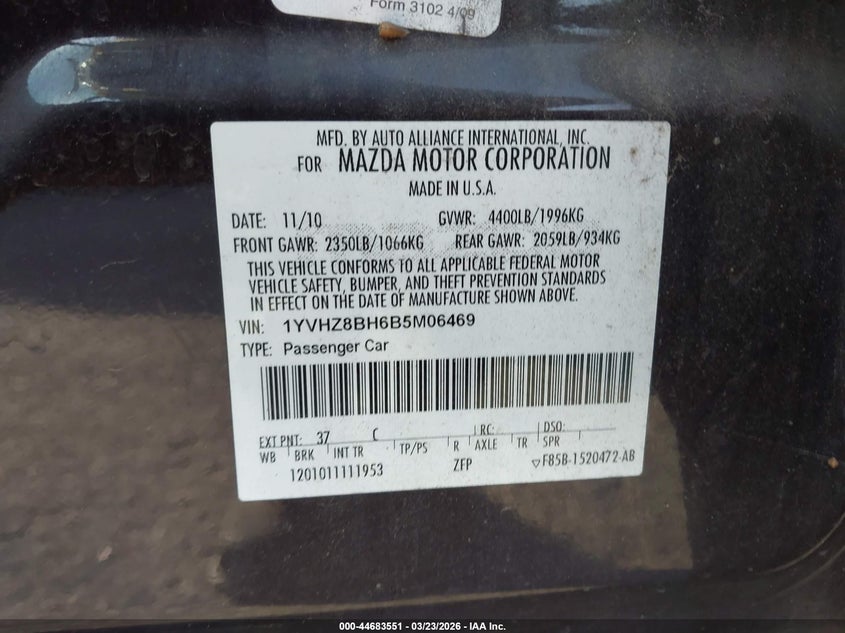 Form 3102 4/09
MFD. BY AUTO ALLIANCE INTERNATIONAL, INC.
FOR MAZDA MOTOR CORPORATION
MADE IN U.S.A.
DATE: 11/10 GVWR: 4400LB/1996KG
FRONT GAWR: 2350LB/1066KG REAR GAWR: 2059LB/934KG
THIS VEHICLE CONFORMS TO ALL APPLICABLE FEDERAL MOTOR
VEHICLE SAFETY, BUMPER, AND THEFT PREVENTION STANDARDS
IN EFFECT ON THE DATE OF MANUFACTURE SHOWN ABOVE.
VIN: 1YVHZ8BH6B5M06469
TYPE: Passenger Car
EXT PNT: 37 C RC: DSO:
WB BRK INT TR TP/PS R AXLE TR SPR
1201011111953 ZFP ▽F85B-1520472-AB
000-44683551 | 03/23/2026 - IAA Inc.